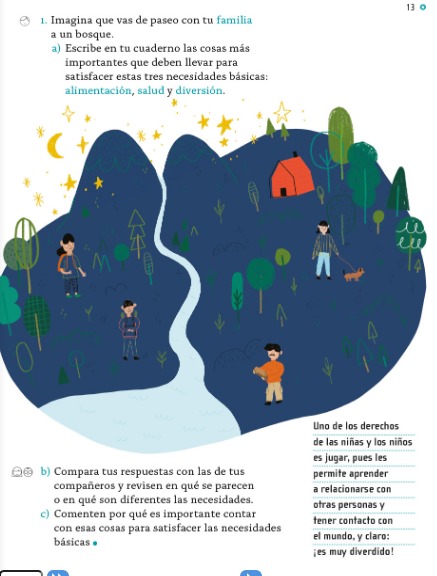 13
1. Imagina que vas de paseo con tu familia
a un bosque.
a) Escribe en tu cuaderno las cosas más
importantes que deben llevar para
satisfacer estas tres necesidades básicas:
alimentación, salud y diversión.
b) Compara tus respuestas con las de tus
compañeros y revisen en qué se parecen
o en qué son diferentes las necesidades.
c) Comenten por qué es importante contar
con esas cosas para satisfacer las necesidades
básicas
Uno de los derechos
de las niñas y los niños
es jugar, pues les
permite aprender
a relacionarse con
otras personas y
tener contacto con
el mundo, y claro:
¡es muy divertido!